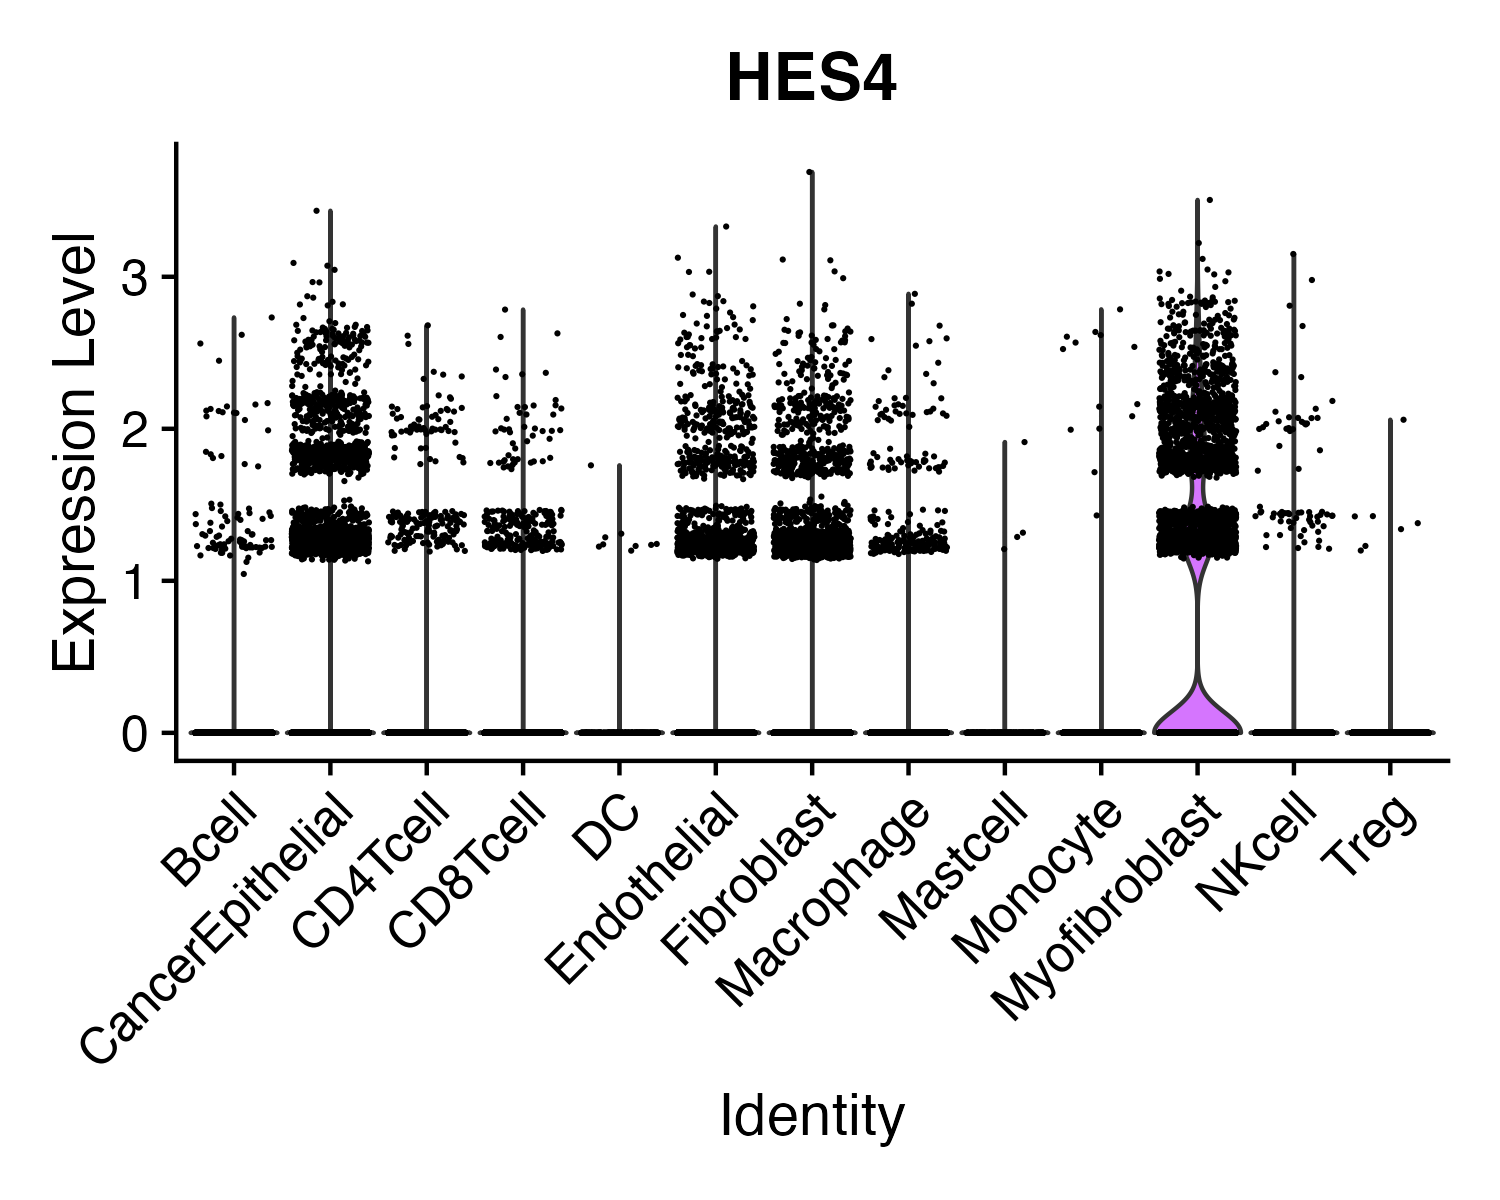 HES4
Expression Level
3
2
1
0
Bcell
CancerEpithelial
CD4Tcell
CD8Tcell
DC
Endothelial
Fibroblast
Macrophage
Mastcell
Monocyte
Myofibroblast
NKcell
Treg
Identity